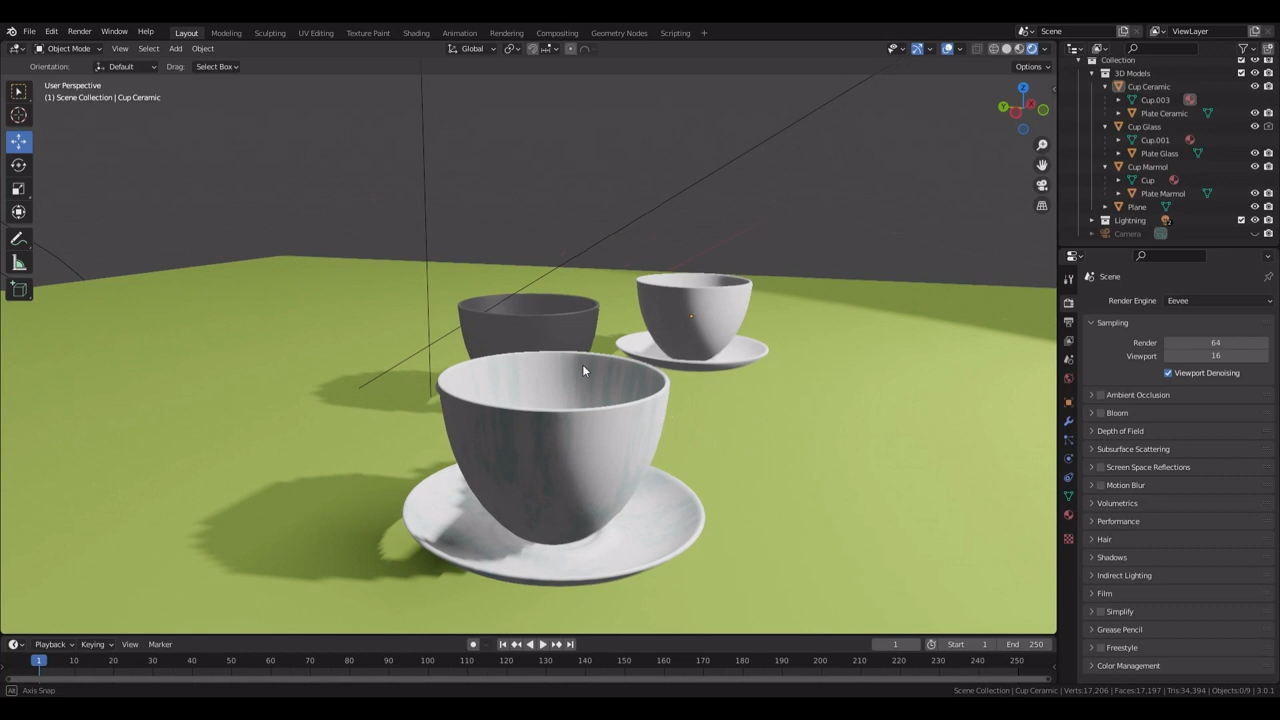 File Edit Render Window Help Layout Modeling Sculpting UV Editing Texture Paint Shading Animation Rendering Compositing Geometry Nodes Scripting + Scene ViewLayer
Object Mode View Select Add Object Global
Orientation: Default Drag: Select Box Options
User Perspective
(1) Scene Collection | Cup Ceramic
Z
Y
X
Collection
3D Models
Cup Ceramic
Cup.003
Plate Ceramic
Cup Glass
Cup.001
Plate Glass
Cup Marmol
Cup
Plate Marmol
Plane
Lightning
2
Camera
Scene
Render Engine Eevee
Sampling
Render 64
Viewport 16
Viewport Denoising
Ambient Occlusion
Bloom
Depth of Field
Subsurface Scattering
Screen Space Reflections
Motion Blur
Volumetrics
Performance
Hair
Shadows
Indirect Lighting
Film
Simplify
Grease Pencil
Freestyle
Color Management
Playback Keying View Marker 1 Start 1 End 250
1 10 20 30 40 50 60 70 80 90 100 110 120 130 140 150 160 170 180 190 200 210 220 230 240 250
Alt Axis Snap Scene Collection | Cup Ceramic | Verts:17,206 | Faces:17,197 | Tris:34,394 | Objects:0/9 | 3.0.1